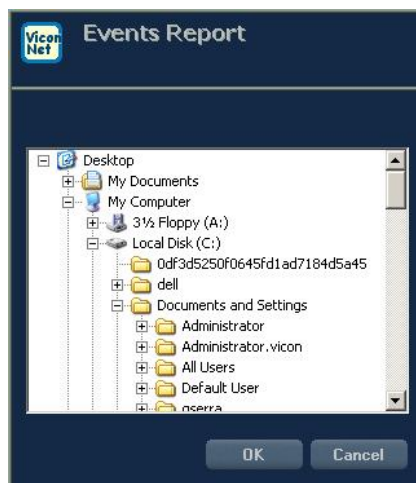 Vicon
Net
Events Report
Desktop
My Documents
My Computer
3½ Floppy (A:)
Local Disk (C:)
0df3d5250f0645fd1ad7184d5a45
dell
Documents and Settings
Administrator
Administrator.vicon
All Users
Default User
gserra
OK
Cancel